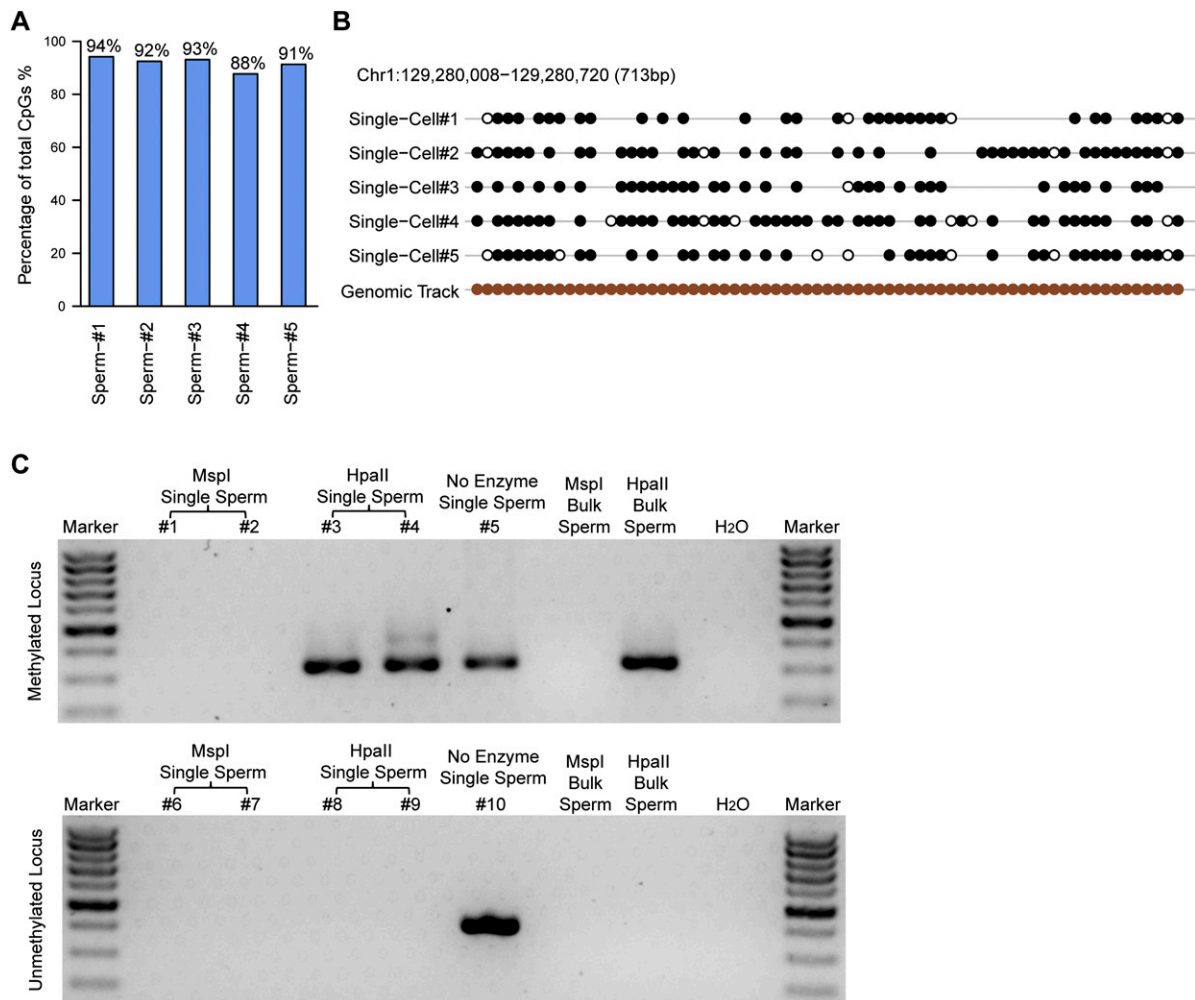 A
Percentage of total CpGs %
100
80
60
40
20
0
94%
92%
93%
88%
91%
Sperm-#1
Sperm-#2
Sperm-#3
Sperm-#4
Sperm-#5
B
Chr1:129,280,008−129,280,720 (713bp)
Single−Cell#1
Single−Cell#2
Single−Cell#3
Single−Cell#4
Single−Cell#5
Genomic Track
C
Methylated Locus
Marker
MspI
Single Sperm
#1 #2
HpaII
Single Sperm
#3 #4
No Enzyme
Single Sperm
#5
MspI
Bulk
Sperm
HpaII
Bulk
Sperm
H2O
Marker
Unmethylated Locus
Marker
MspI
Single Sperm
#6 #7
HpaII
Single Sperm
#8 #9
No Enzyme
Single Sperm
#10
MspI
Bulk
Sperm
HpaII
Bulk
Sperm
H2O
Marker